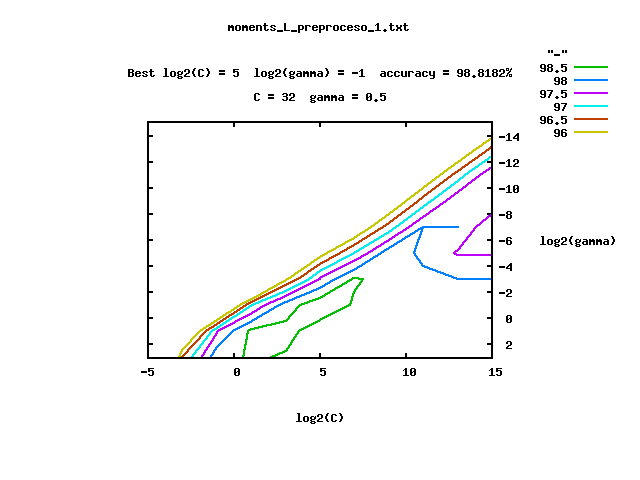 moments_L_preproceso_1.txt
Best log2(C) = 5  log2(gamma) = -1  accuracy = 98.8182%
C = 32  gamma = 0.5
"-"
98.5
98
97.5
97
96.5
96
-14
-12
-10
-8
-6
-4
-2
0
2
log2(gamma)
-5 0 5 10 15
log2(C)